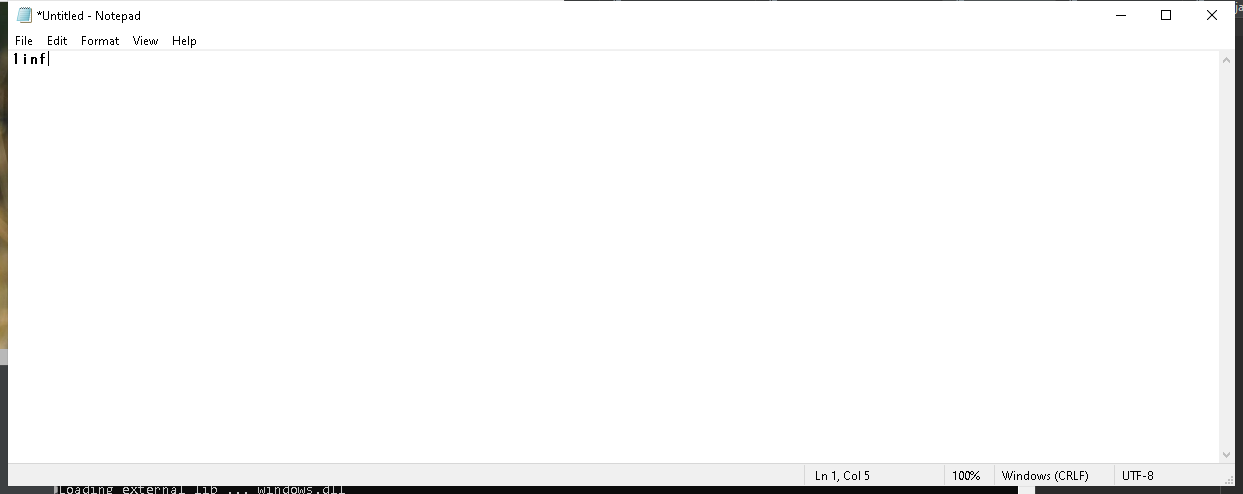 *Untitled - Notepad
File Edit Format View Help
linf
Ln 1, Col 5 100% Windows (CRLF) UTF-8
Loading external lib ... windows.dll